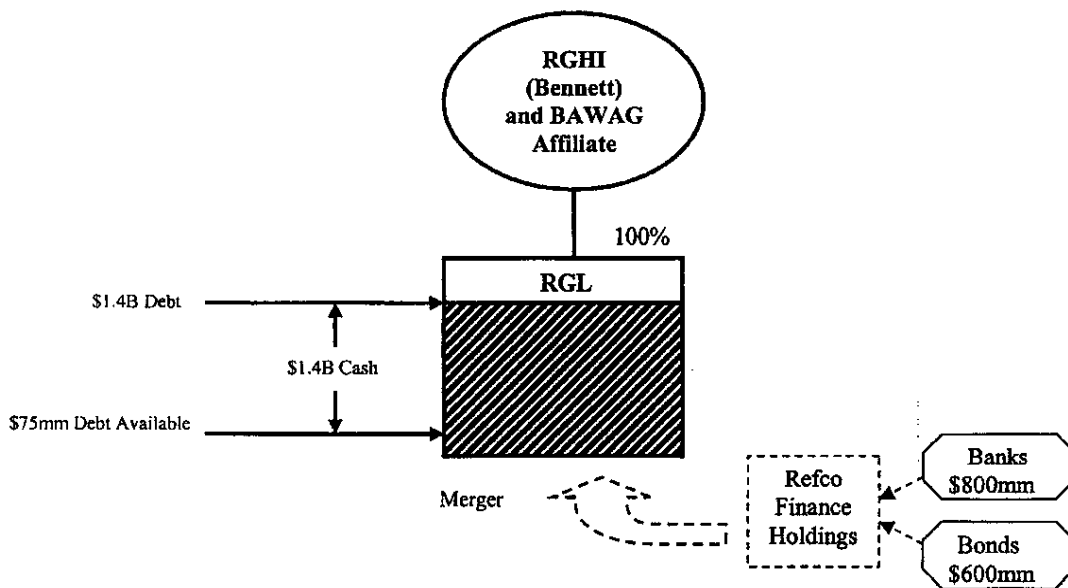 RGHI
(Bennett)
and BAWAG
Affiliate
100%
RGL
$1.4B Debt
$1.4B Cash
$75mm Debt Available
Merger
Refco
Finance
Holdings
Banks
$800mm
Bonds
$600mm